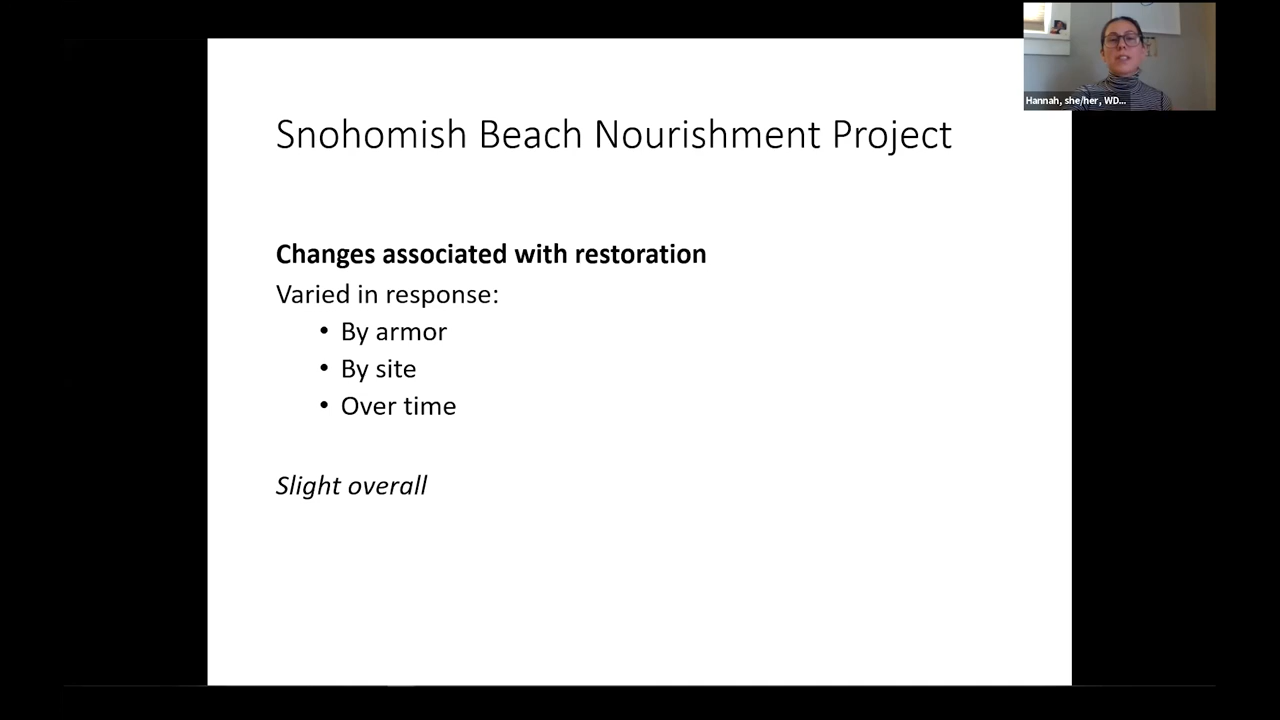 Snohomish Beach Nourishment Project
Changes associated with restoration
Varied in response:
• By armor
• By site
• Over time
Slight overall
Hannah, she/her, WD...